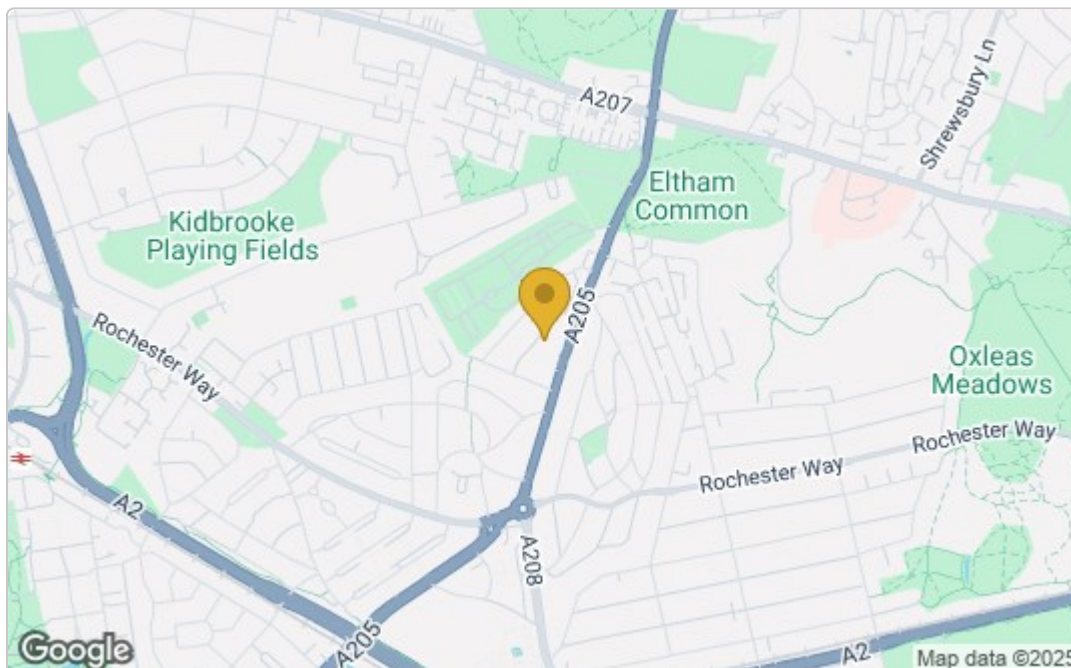 A207
Shrewsbury Ln
Eltham
Common
Kidbrooke
Playing Fields
A205
Rochester Way
Oxleas
Meadows
Rochester Way
Rochester Way
A2
A208
A205
A2
Google
Map data ©2025